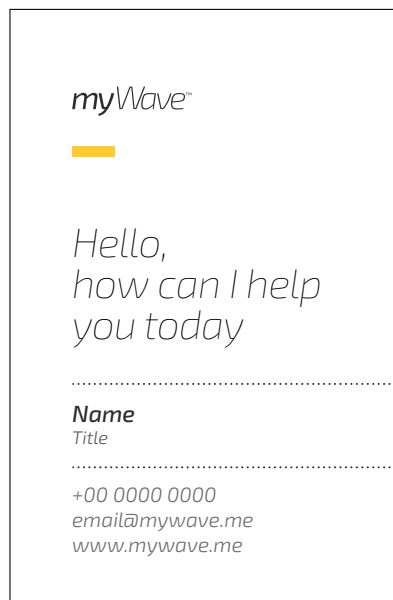 myWave™
Hello,
how can I help
you today
Name
Title
+00 0000 0000
email@mywave.me
www.mywave.me